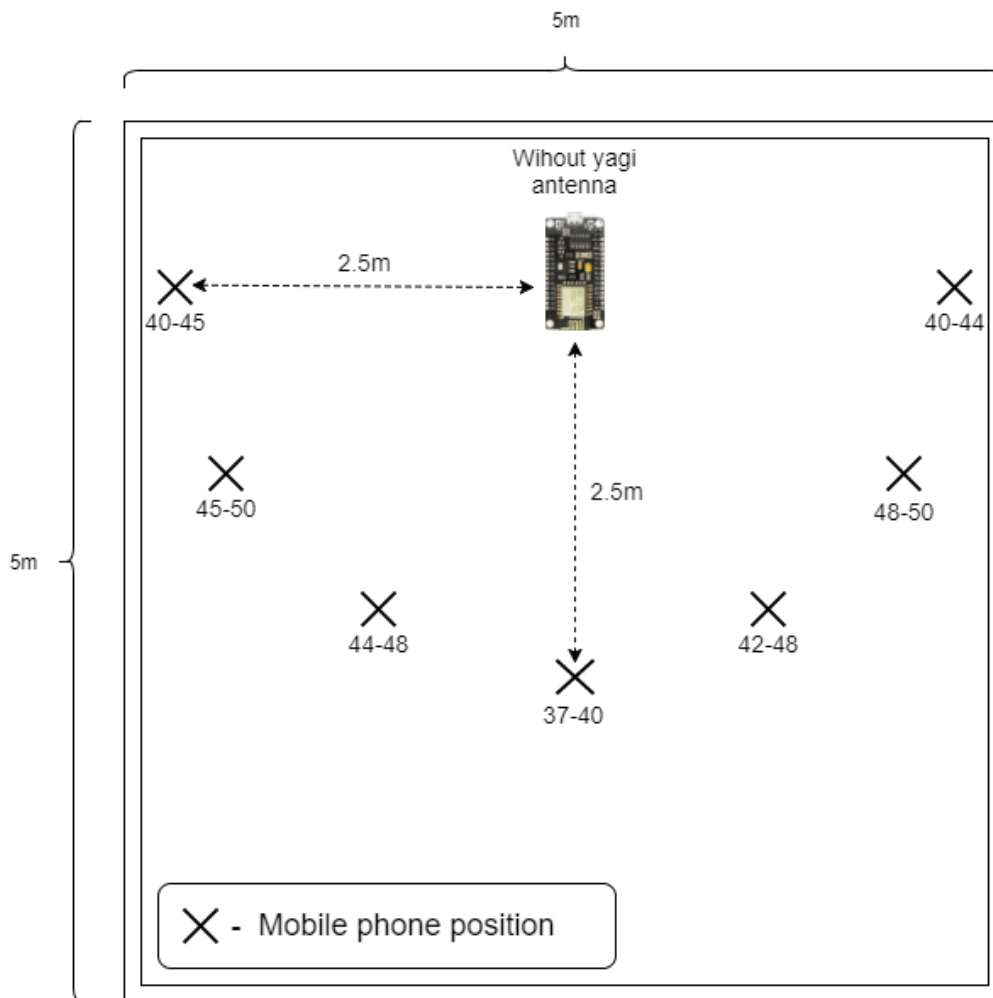 5m
Wihout yagi
antenna
2.5m
40-45
40-44
2.5m
45-50
48-50
5m
44-48
42-48
37-40
- Mobile phone position